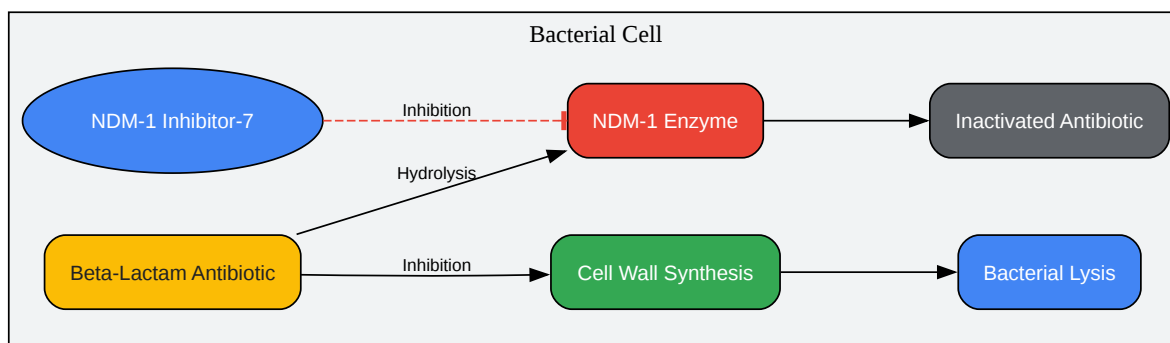 Bacterial Cell
NDM-1 Inhibitor-7
Inhibition
NDM-1 Enzyme
Inactivated Antibiotic
Hydrolysis
Beta-Lactam Antibiotic
Inhibition
Cell Wall Synthesis
Bacterial Lysis